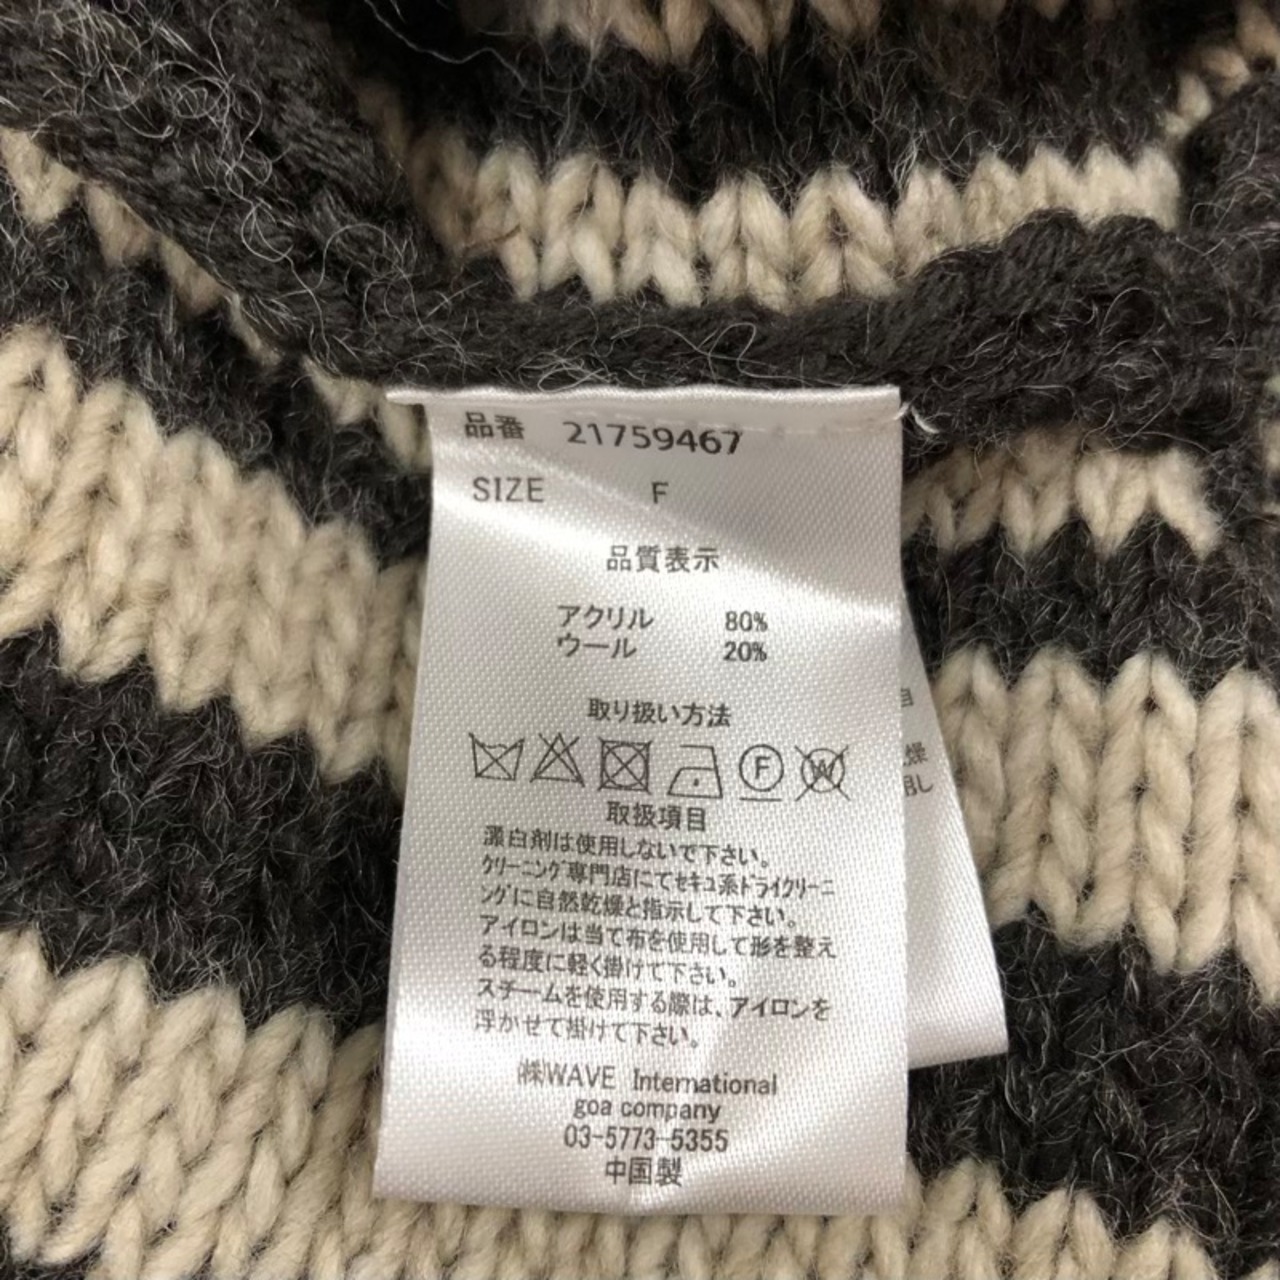 品番 21759467
SIZE F
品質表示
アクリル 80%
ウール 20%
取り扱い方法
F W
取扱項目
漂白剤は使用しないで下さい。
ｸﾘｰﾆﾝｸﾞ専門店にてｾｷﾕ系ﾄﾞﾗｲｸﾘｰﾆ
ﾝｸﾞに自然乾燥と指示して下さい。
アイロンは当て布を使用して形を整え
る程度に軽く掛けて下さい。
スチームを使用する際は、アイロンを
浮かせて掛けて下さい。
㈱WAVE International
goa company
03-5773-5355
中国製